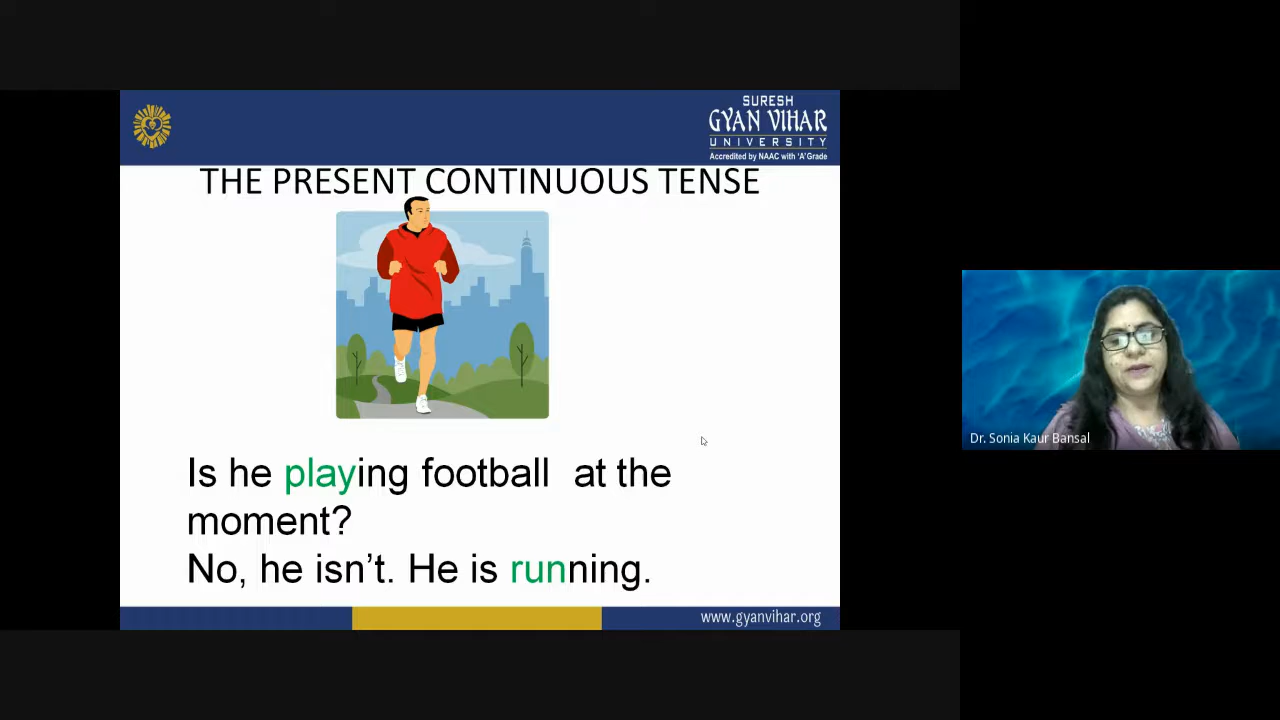 SURESH
GYAN VIHAR
UNIVERSITY
Accredited by NAAC with 'A' Grade
THE PRESENT CONTINUOUS TENSE
Is he playing football at the
moment?
No, he isn't. He is running.
www.gyanvihar.org
Dr. Sonia Kaur Bansal